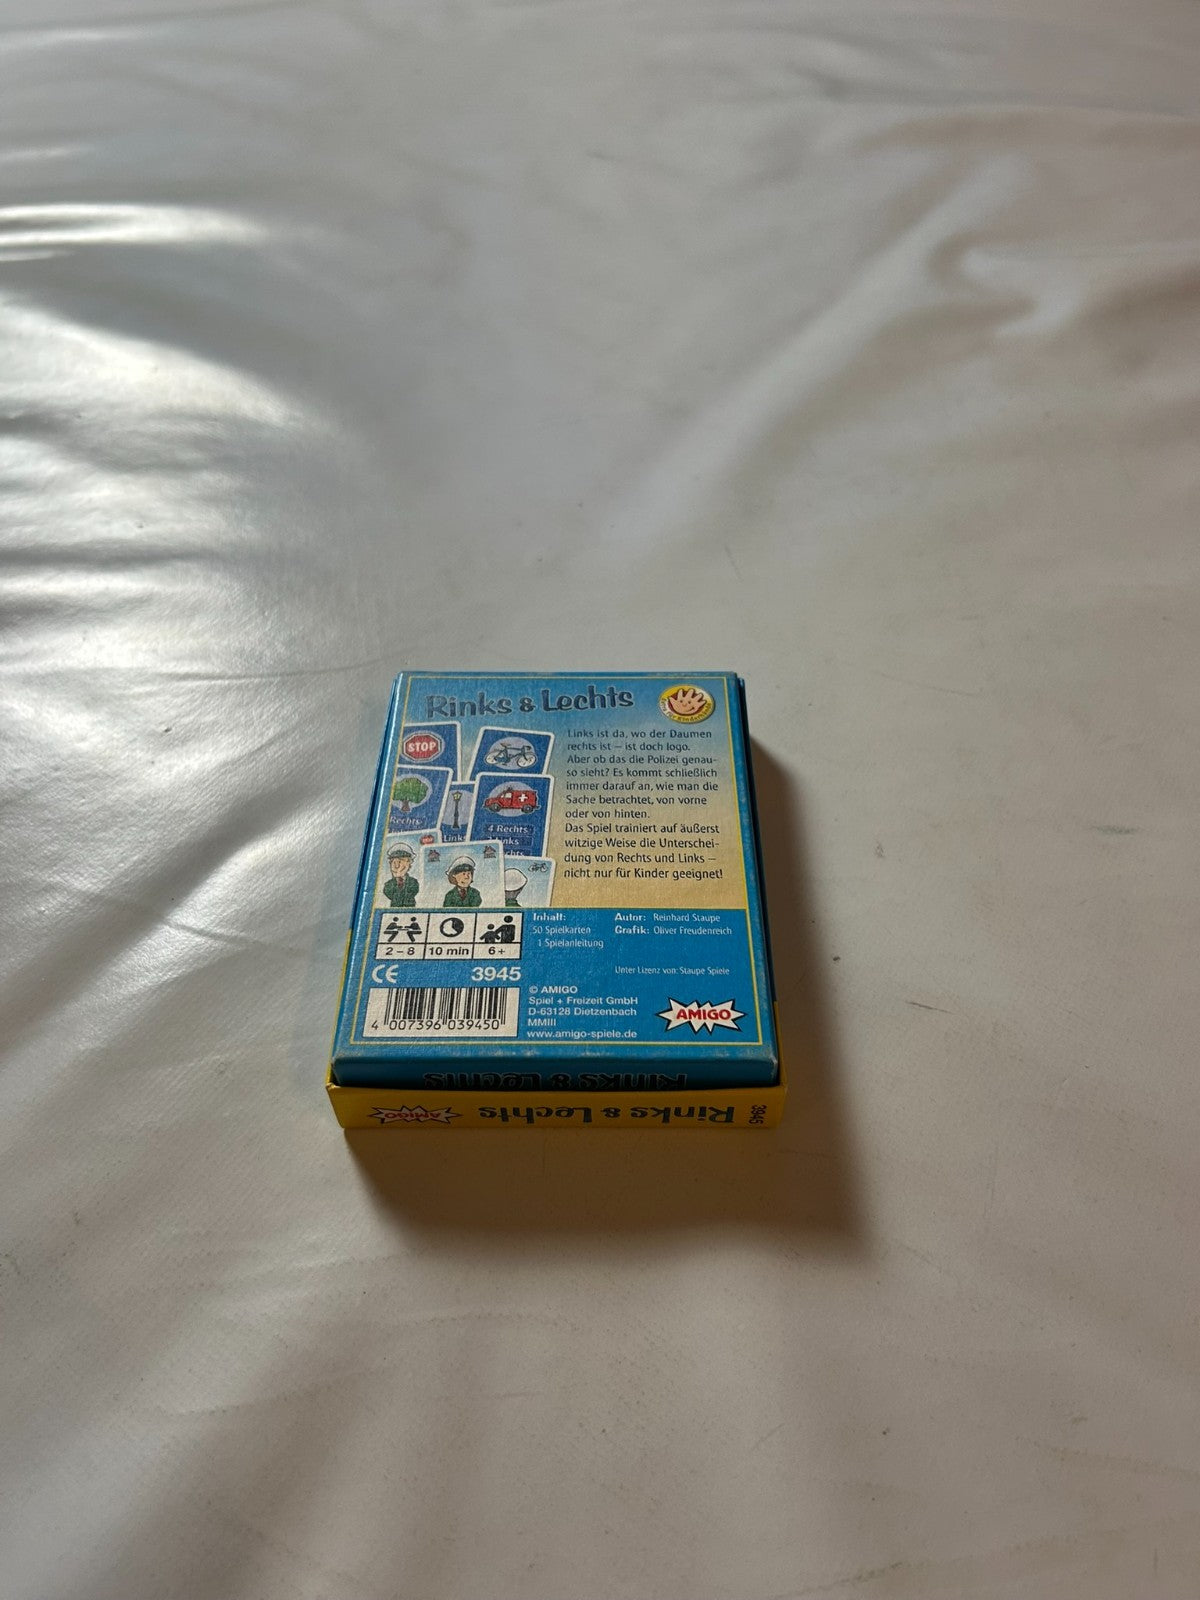 Rinks & Lechts
Links ist da, wo der Daumen
rechts ist – ist doch logo.
Aber ob das die Polizei genau-
so sieht? Es kommt schließlich
immer darauf an, wie man die
Sache betrachtet, von vorne
oder von hinten.
Das Spiel trainiert auf äußerst
witzige Weise die Unterschei-
dung von Rechts und Links –
nicht nur für Kinder geeignet!
STOP
Rechts
Links
4 Rechts
2 – 8
10 min
6+
Inhalt:
50 Spielkarten
1 Spielanleitung
Autor: Reinhard Staupe
Grafik: Oliver Freudenreich
Unter Lizenz von: Staupe Spiele
CE
3945
4 007396 039450
© AMIGO
Spiel + Freizeit GmbH
D-63128 Dietzenbach
MMIII
www.amigo-spiele.de
AMIGO
Rinks & Lechts
3945 Rinks & Lechts AMIGO